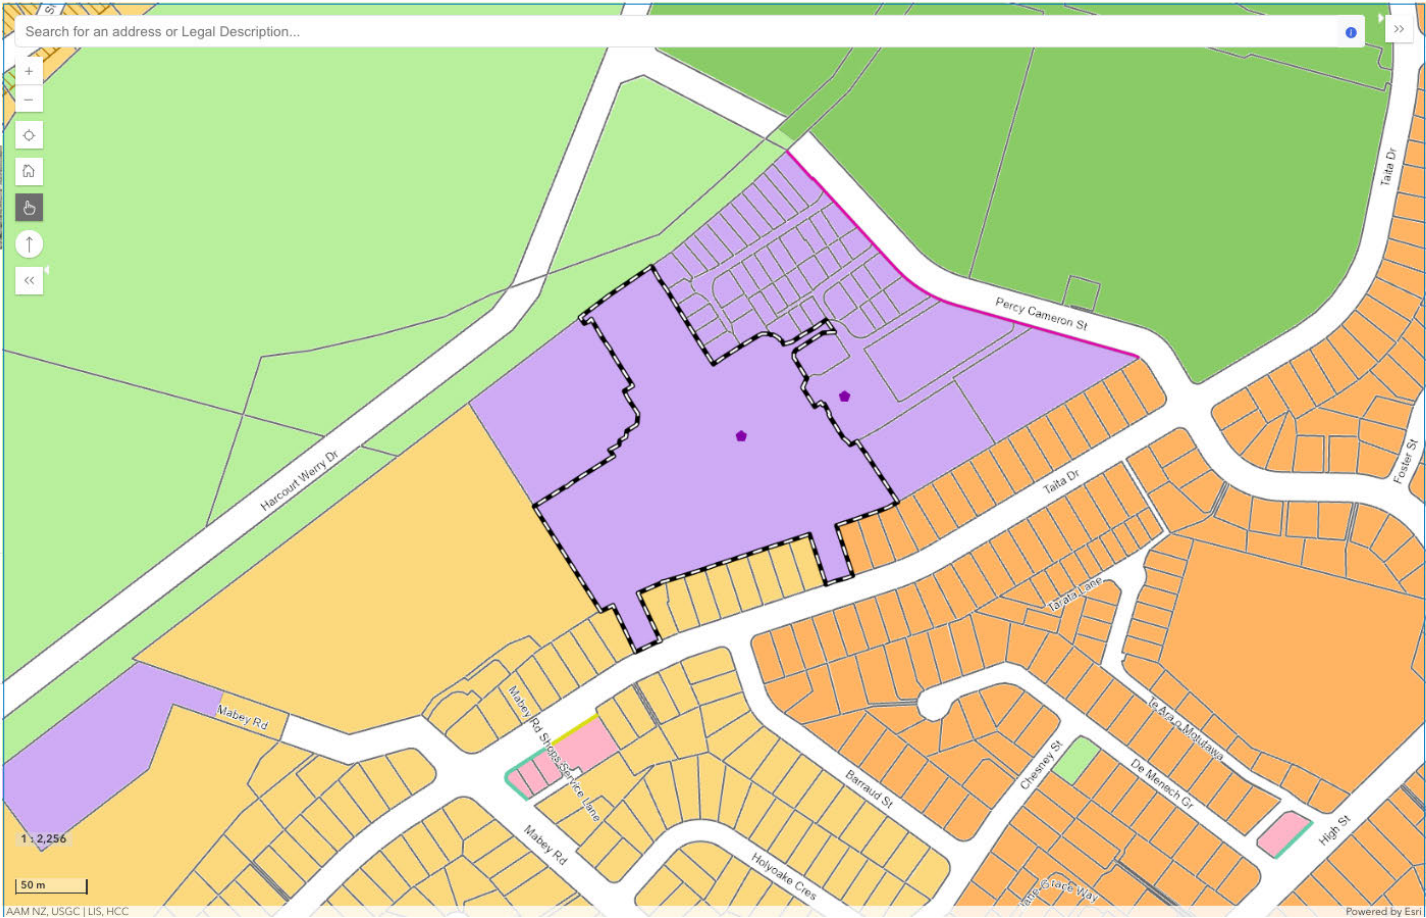 Search for an address or Legal Description...
Taita Dr
Percy Cameron St
Foster St
Harcourt Werry Dr
Taita Dr
Tarata Lane
Mabey Rd
Mabey Rd Shops Service Lane
Te Ara o Motutawa
Chesney St
De Menech Gr
Barraud St
High St
Mabey Rd
Holyoake Cres
Grace Way
1 : 2,256
50 m
AAM NZ, USGC | LIS, HCC
Powered by Esri